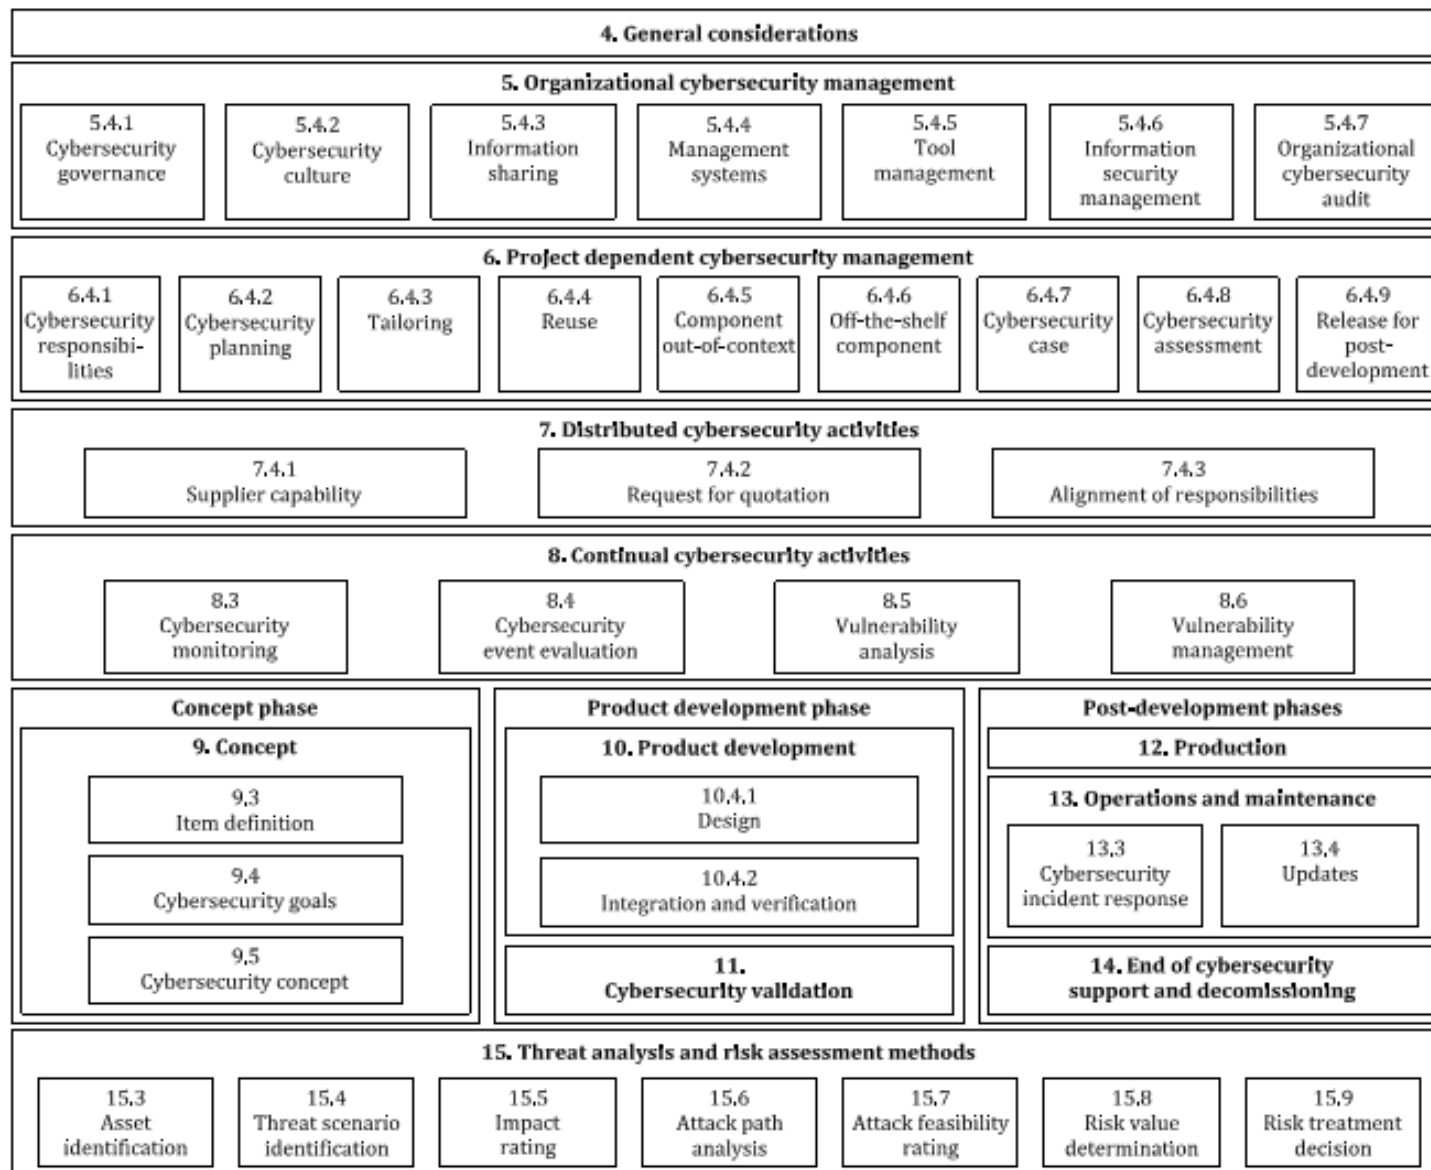 4. General considerations
5. Organizational cybersecurity management
5.4.1
Cybersecurity
governance
5.4.2
Cybersecurity
culture
5.4.3
Information
sharing
5.4.4
Management
systems
5.4.5
Tool
management
5.4.6
Information
security
management
5.4.7
Organizational
cybersecurity
audit
6. Project dependent cybersecurity management
6.4.1
Cybersecurity
responsibi-
lities
6.4.2
Cybersecurity
planning
6.4.3
Tailoring
6.4.4
Reuse
6.4.5
Component
out-of-context
6.4.6
Off-the-shelf
component
6.4.7
Cybersecurity
case
6.4.8
Cybersecurity
assessment
6.4.9
Release for
post-
development
7. Distributed cybersecurity activities
7.4.1
Supplier capability
7.4.2
Request for quotation
7.4.3
Alignment of responsibilities
8. Continual cybersecurity activities
8.3
Cybersecurity
monitoring
8.4
Cybersecurity
event evaluation
8.5
Vulnerability
analysis
8.6
Vulnerability
management
Concept phase
9. Concept
9.3
Item definition
9.4
Cybersecurity goals
9.5
Cybersecurity concept
Product development phase
10. Product development
10.4.1
Design
10.4.2
Integration and verification
11.
Cybersecurity validation
Post-development phases
12. Production
13. Operations and maintenance
13.3
Cybersecurity
incident response
13.4
Updates
14. End of cybersecurity
support and decomissioning
15. Threat analysis and risk assessment methods
15.3
Asset
identification
15.4
Threat scenario
identification
15.5
Impact
rating
15.6
Attack path
analysis
15.7
Attack feasibility
rating
15.8
Risk value
determination
15.9
Risk treatment
decision